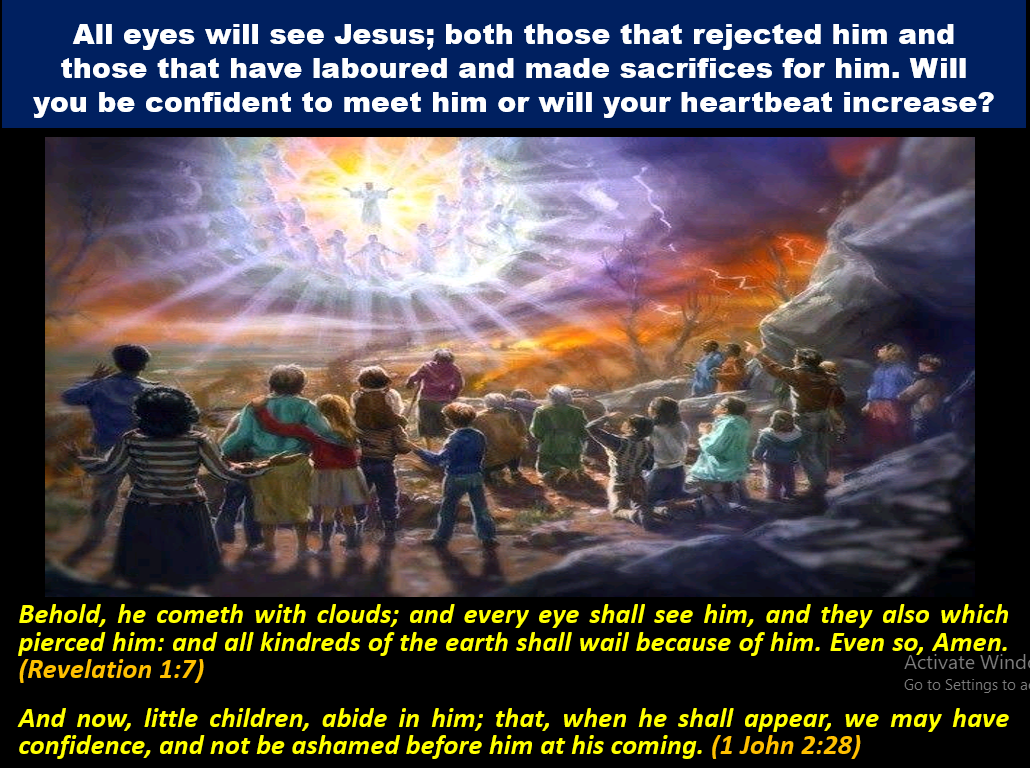 All eyes will see Jesus; both those that rejected him and
those that have laboured and made sacrifices for him. Will
you be confident to meet him or will your heartbeat increase?
Behold, he cometh with clouds; and every eye shall see him, and they also which
pierced him: and all kindreds of the earth shall wail because of him. Even so, Amen.
(Revelation 1:7)
Activate Windo
Go to Settings to a
And now, little children, abide in him; that, when he shall appear, we may have
confidence, and not be ashamed before him at his coming. (1 John 2:28)